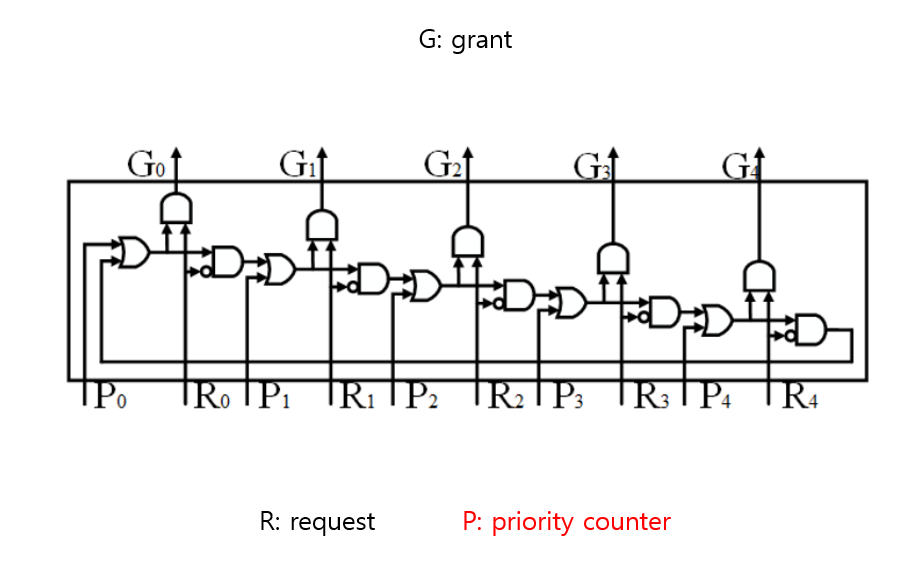 G: grant
G0 G1 G2 G3 G4
P0 R0 P1 R1 P2 R2 P3 R3 P4 R4
R: request P: priority counter